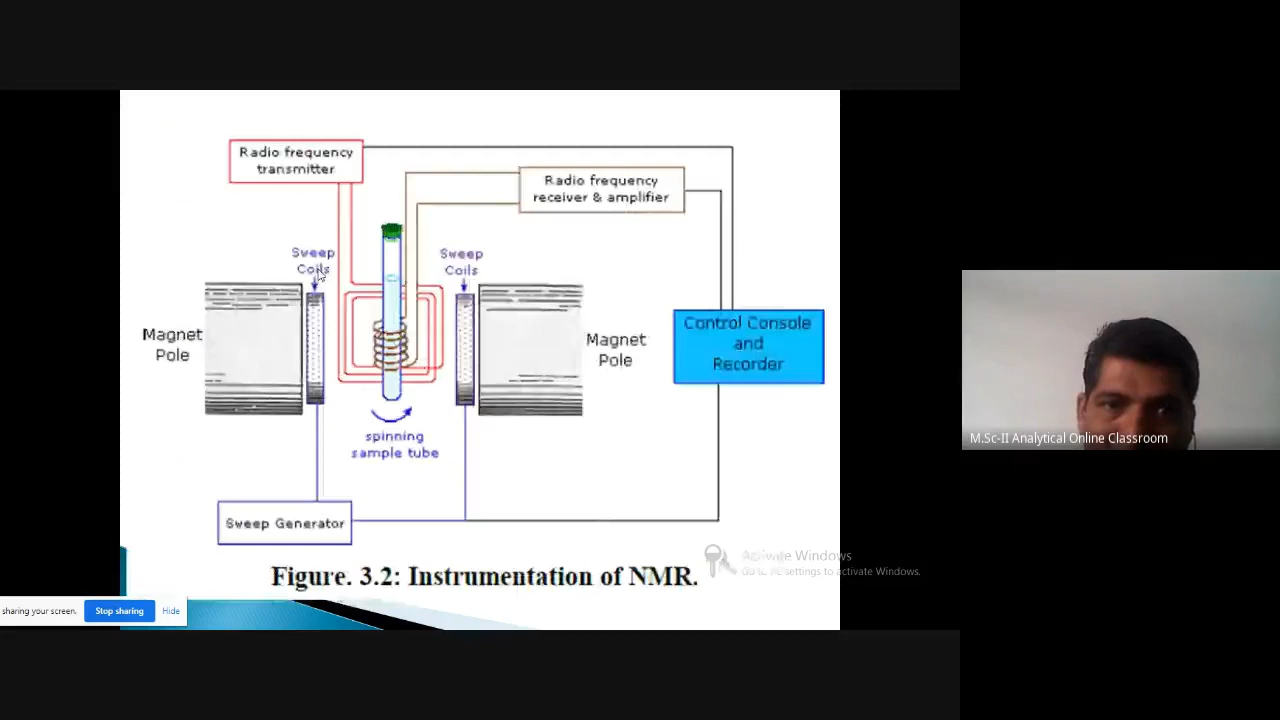 Radio frequency
transmitter
Radio frequency
receiver & amplifier
Sweep
Coils
Sweep
Coils
Magnet
Pole
Magnet
Pole
Control Console
and
Recorder
spinning
sample tube
Sweep Generator
Figure. 3.2: Instrumentation of NMR.
Activate Windows
Go to PC settings to activate Windows.
sharing your screen.
Stop sharing
Hide
M.Sc-II Analytical Online Classroom